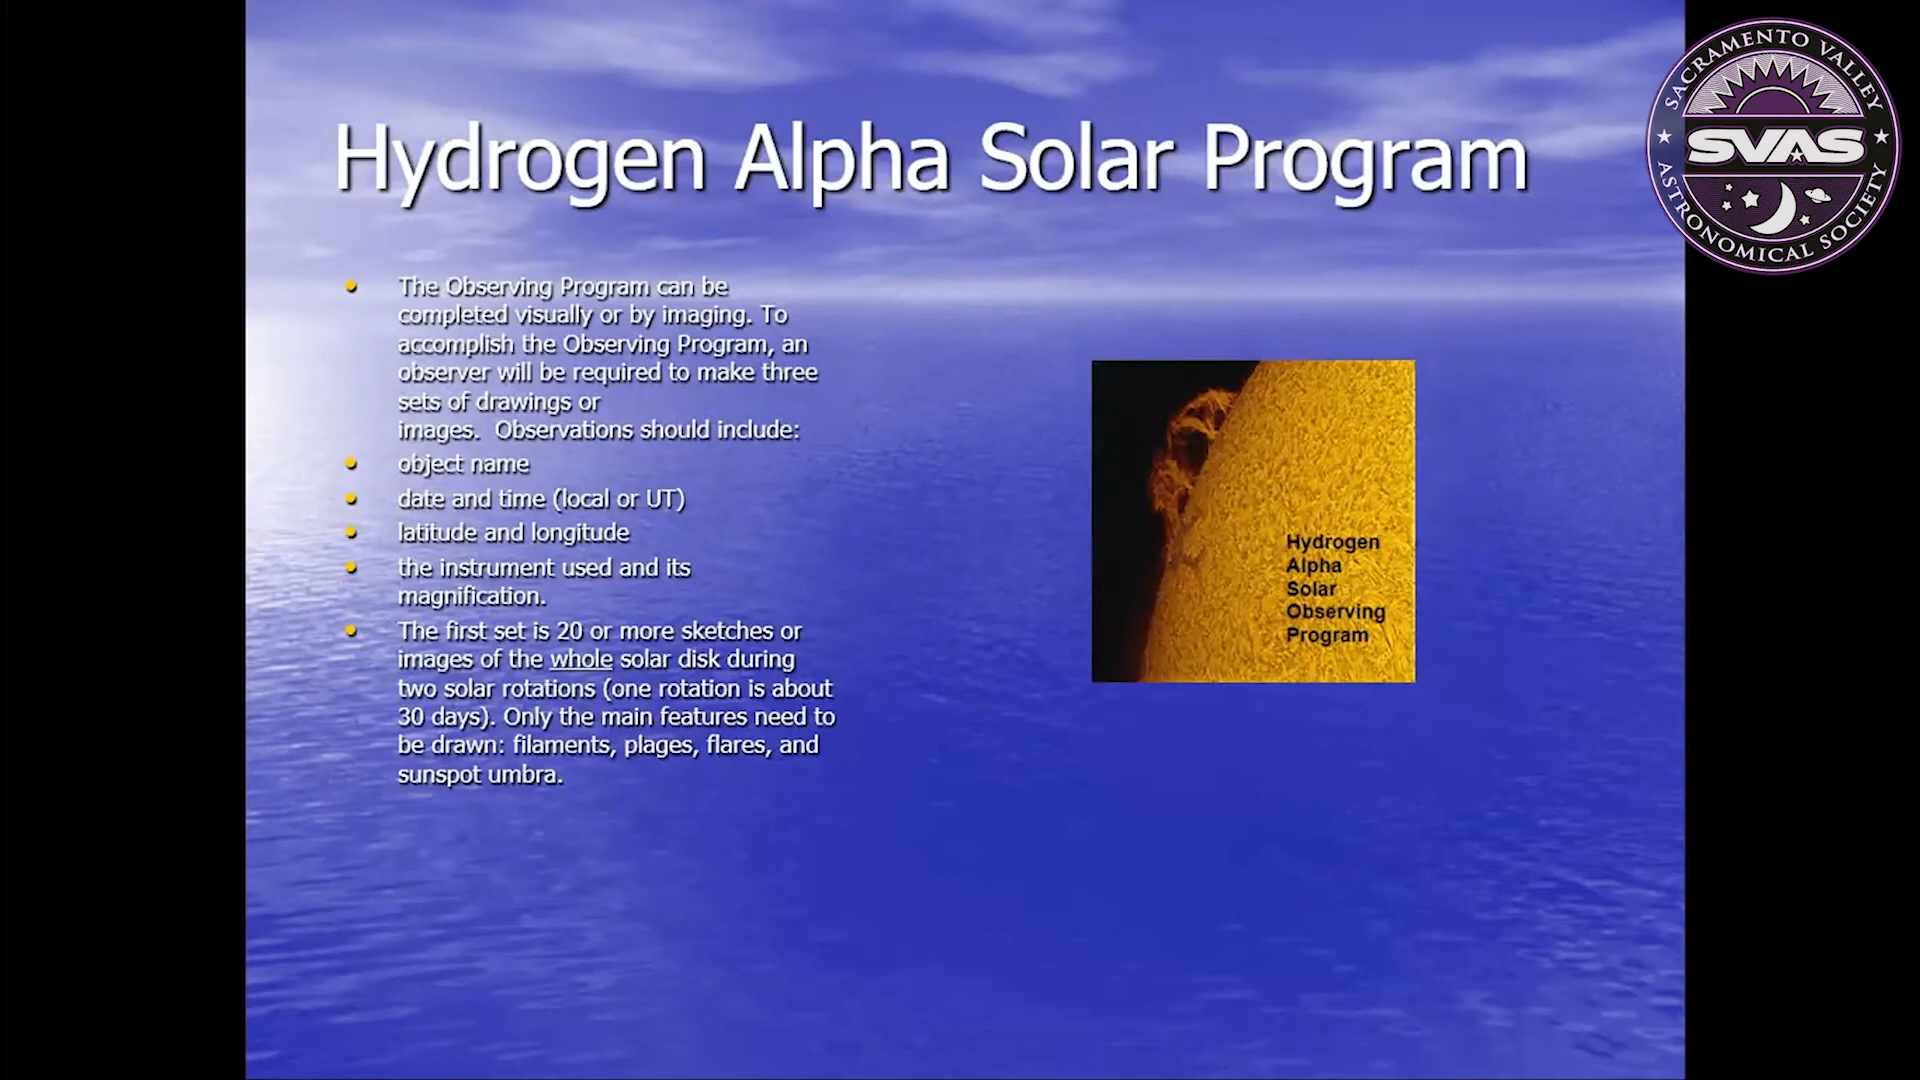 Hydrogen Alpha Solar Program
The Observing Program can be
completed visually or by imaging. To
accomplish the Observing Program, an
observer will be required to make three
sets of drawings or
images.  Observations should include:
object name
date and time (local or UT)
latitude and longitude
the instrument used and its
magnification.
The first set is 20 or more sketches or
images of the whole solar disk during
two solar rotations (one rotation is about
30 days). Only the main features need to
be drawn: filaments, plages, flares, and
sunspot umbra.
Hydrogen
Alpha
Solar
Observing
Program
SACRAMENTO VALLEY
SVAS
ASTRONOMICAL SOCIETY